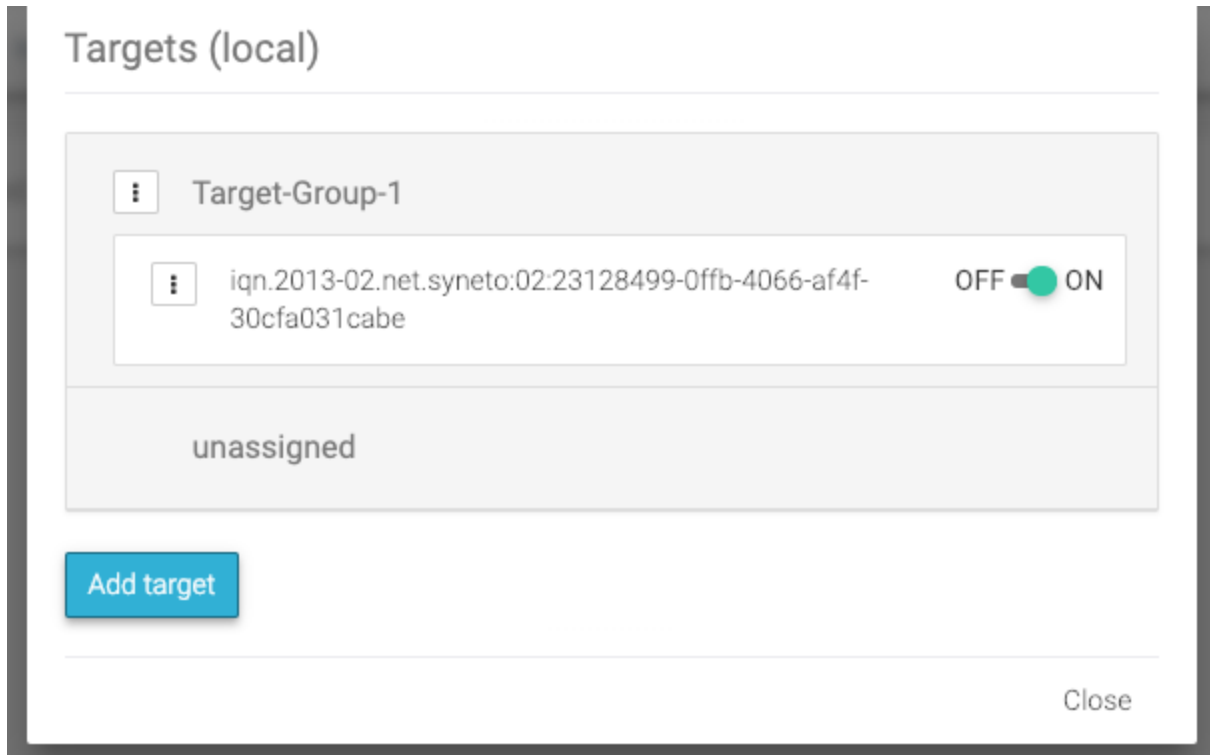 Targets (local)
Target-Group-1
iqn.2013-02.net.syneto:02:23128499-0ffb-4066-af4f-
30cfa031cabe
OFF ON
unassigned
Add target
Close